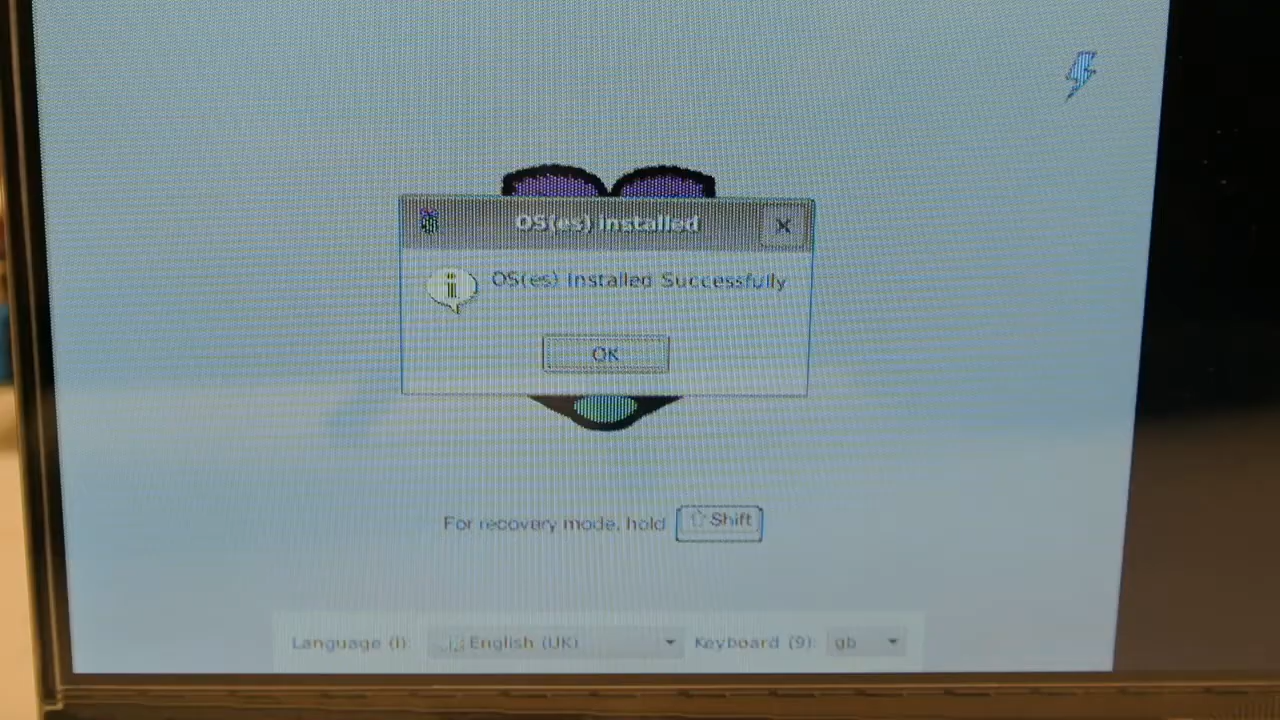 OS(es) Installed
OS(es) Installed Successfully
OK
For recovery mode, hold Shift
Language (l): English (UK) Keyboard (9): gb